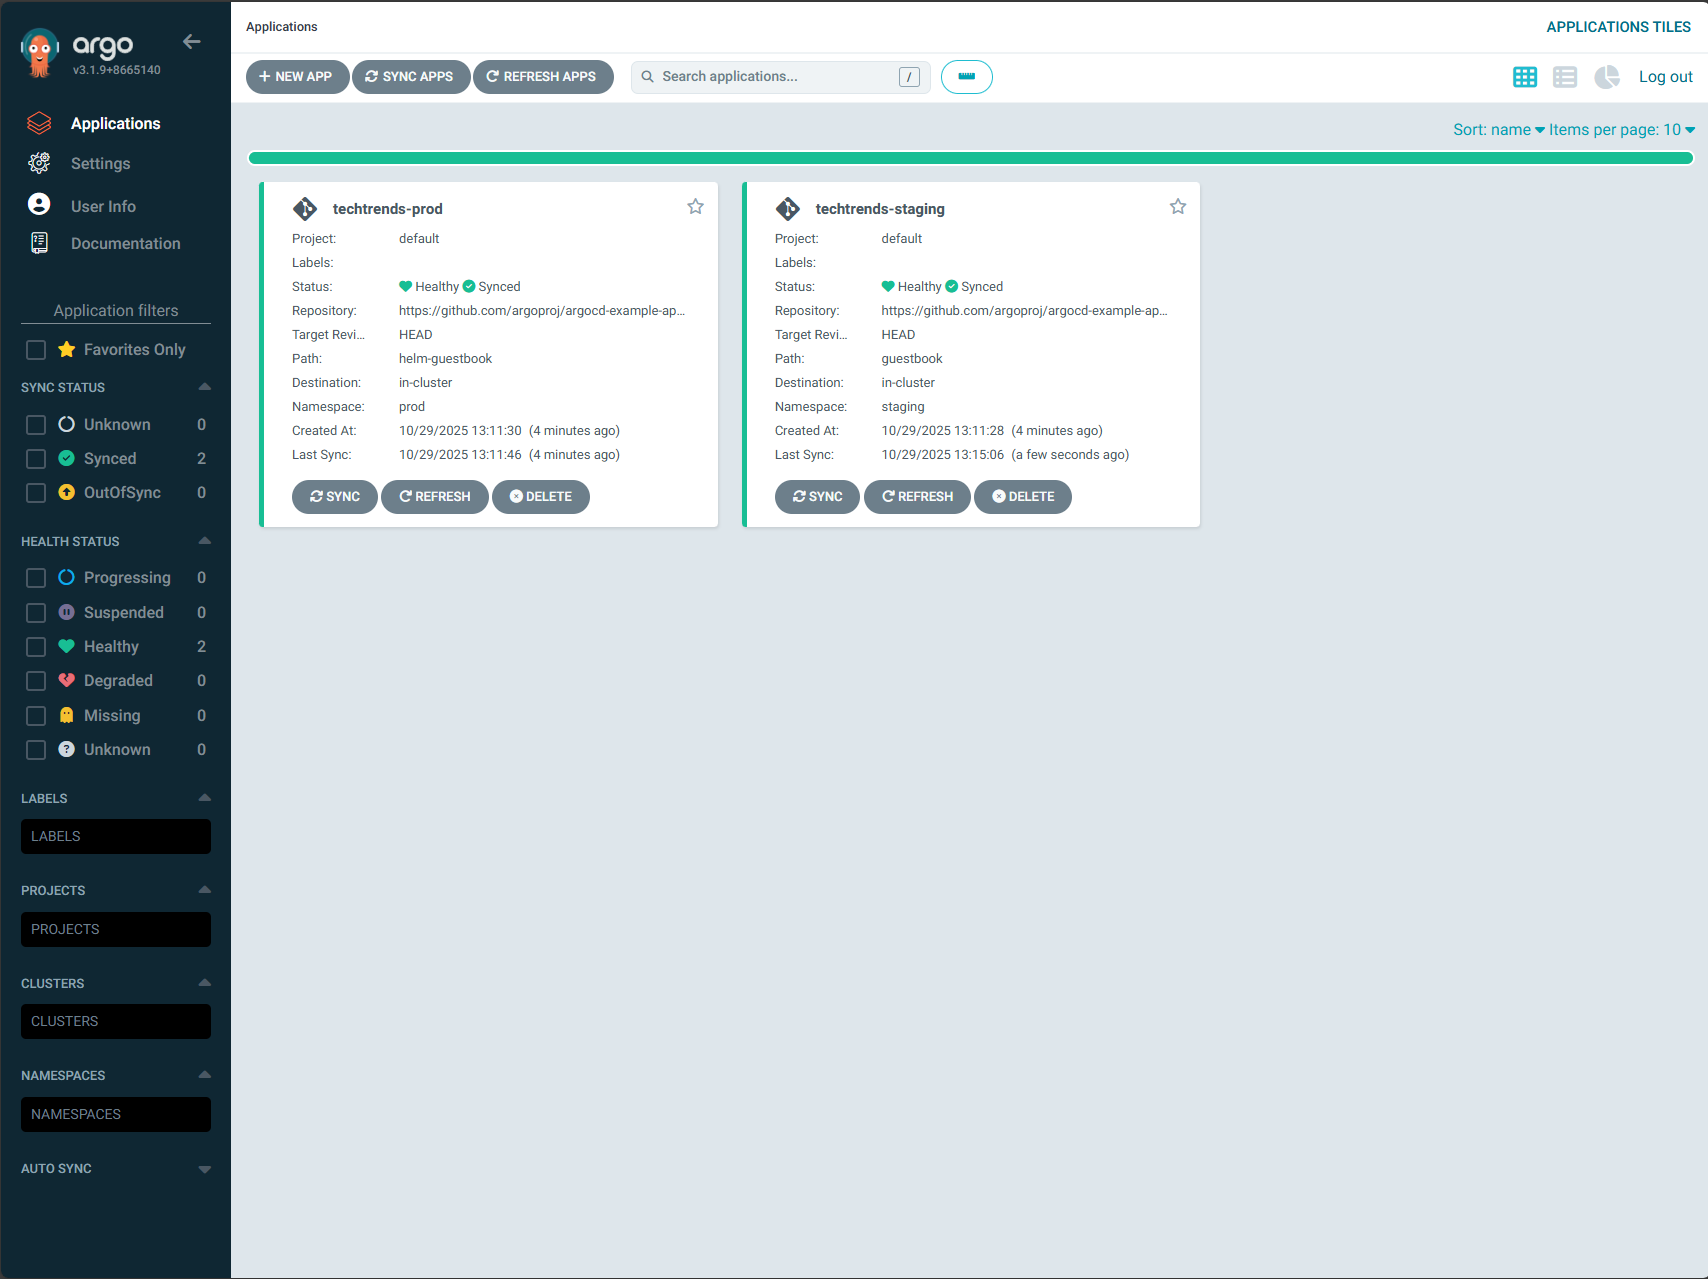 argo
v3.1.9+8665140
Applications
Settings
User Info
Documentation
Application filters
Favorites Only
SYNC STATUS
Unknown 0
Synced 2
OutOfSync 0
HEALTH STATUS
Progressing 0
Suspended 0
Healthy 2
Degraded 0
Missing 0
Unknown 0
LABELS
LABELS
PROJECTS
PROJECTS
CLUSTERS
CLUSTERS
NAMESPACES
NAMESPACES
AUTO SYNC
Applications
APPLICATIONS TILES
NEW APP SYNC APPS REFRESH APPS Search applications... / Log out
Sort: name Items per page: 10
techtrends-prod
Project: default
Labels:
Status: Healthy Synced
Repository: https://github.com/argoproj/argocd-example-ap...
Target Revi... HEAD
Path: helm-guestbook
Destination: in-cluster
Namespace: prod
Created At: 10/29/2025 13:11:30 (4 minutes ago)
Last Sync: 10/29/2025 13:11:46 (4 minutes ago)
SYNC REFRESH DELETE
techtrends-staging
Project: default
Labels:
Status: Healthy Synced
Repository: https://github.com/argoproj/argocd-example-ap...
Target Revi... HEAD
Path: guestbook
Destination: in-cluster
Namespace: staging
Created At: 10/29/2025 13:11:28 (4 minutes ago)
Last Sync: 10/29/2025 13:15:06 (a few seconds ago)
SYNC REFRESH DELETE